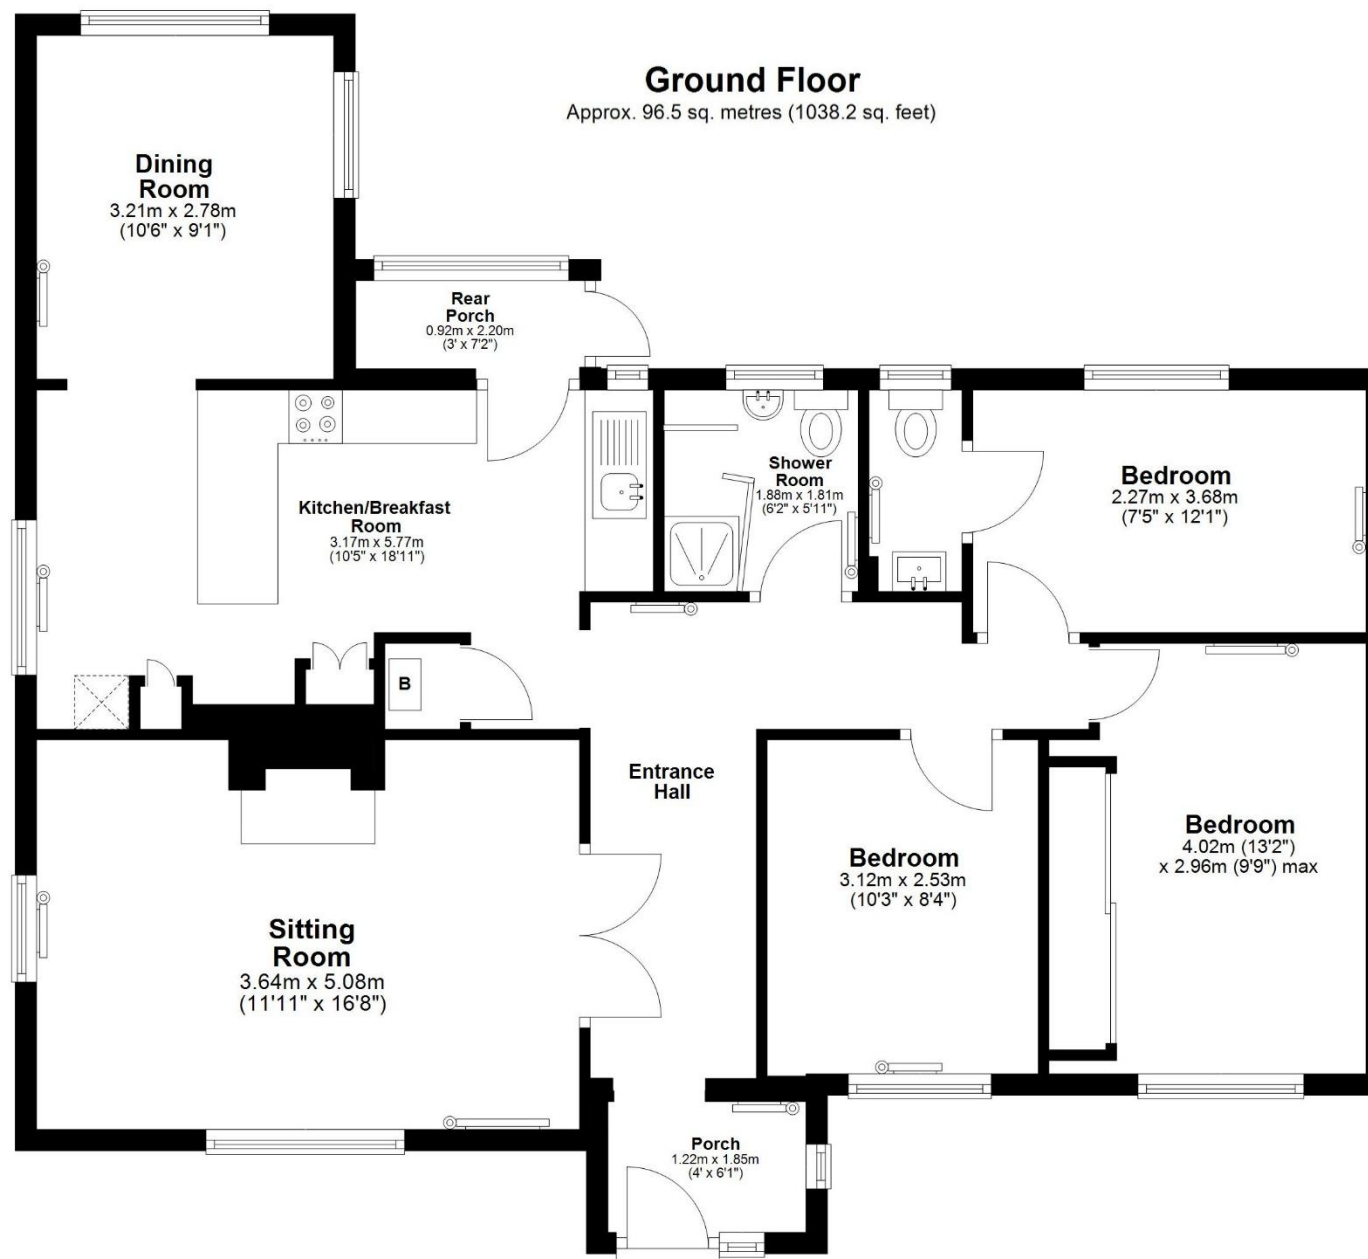 Ground Floor
Approx. 96.5 sq. metres (1038.2 sq. feet)
Dining
Room
3.21m x 2.78m
(10'6" x 9'1")
Rear
Porch
0.92m x 2.20m
(3' x 7'2")
Kitchen/Breakfast
Room
3.17m x 5.77m
(10'5" x 18'11")
Shower
Room
1.88m x 1.81m
(6'2" x 5'11")
Bedroom
2.27m x 3.68m
(7'5" x 12'1")
B
Entrance
Hall
Sitting
Room
3.64m x 5.08m
(11'11" x 16'8")
Bedroom
3.12m x 2.53m
(10'3" x 8'4")
Bedroom
4.02m (13'2")
x 2.96m (9'9") max
Porch
1.22m x 1.85m
(4' x 6'1")